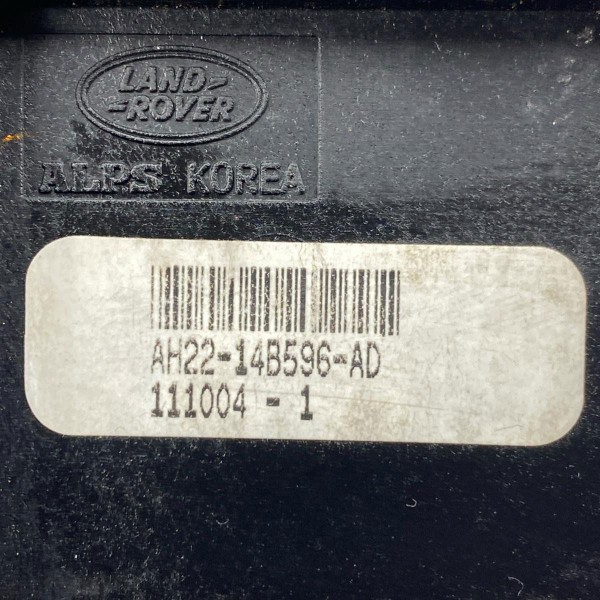 LAND-
-ROVER
ALPS KOREA
AH22-14B596-AD
111004 - 1